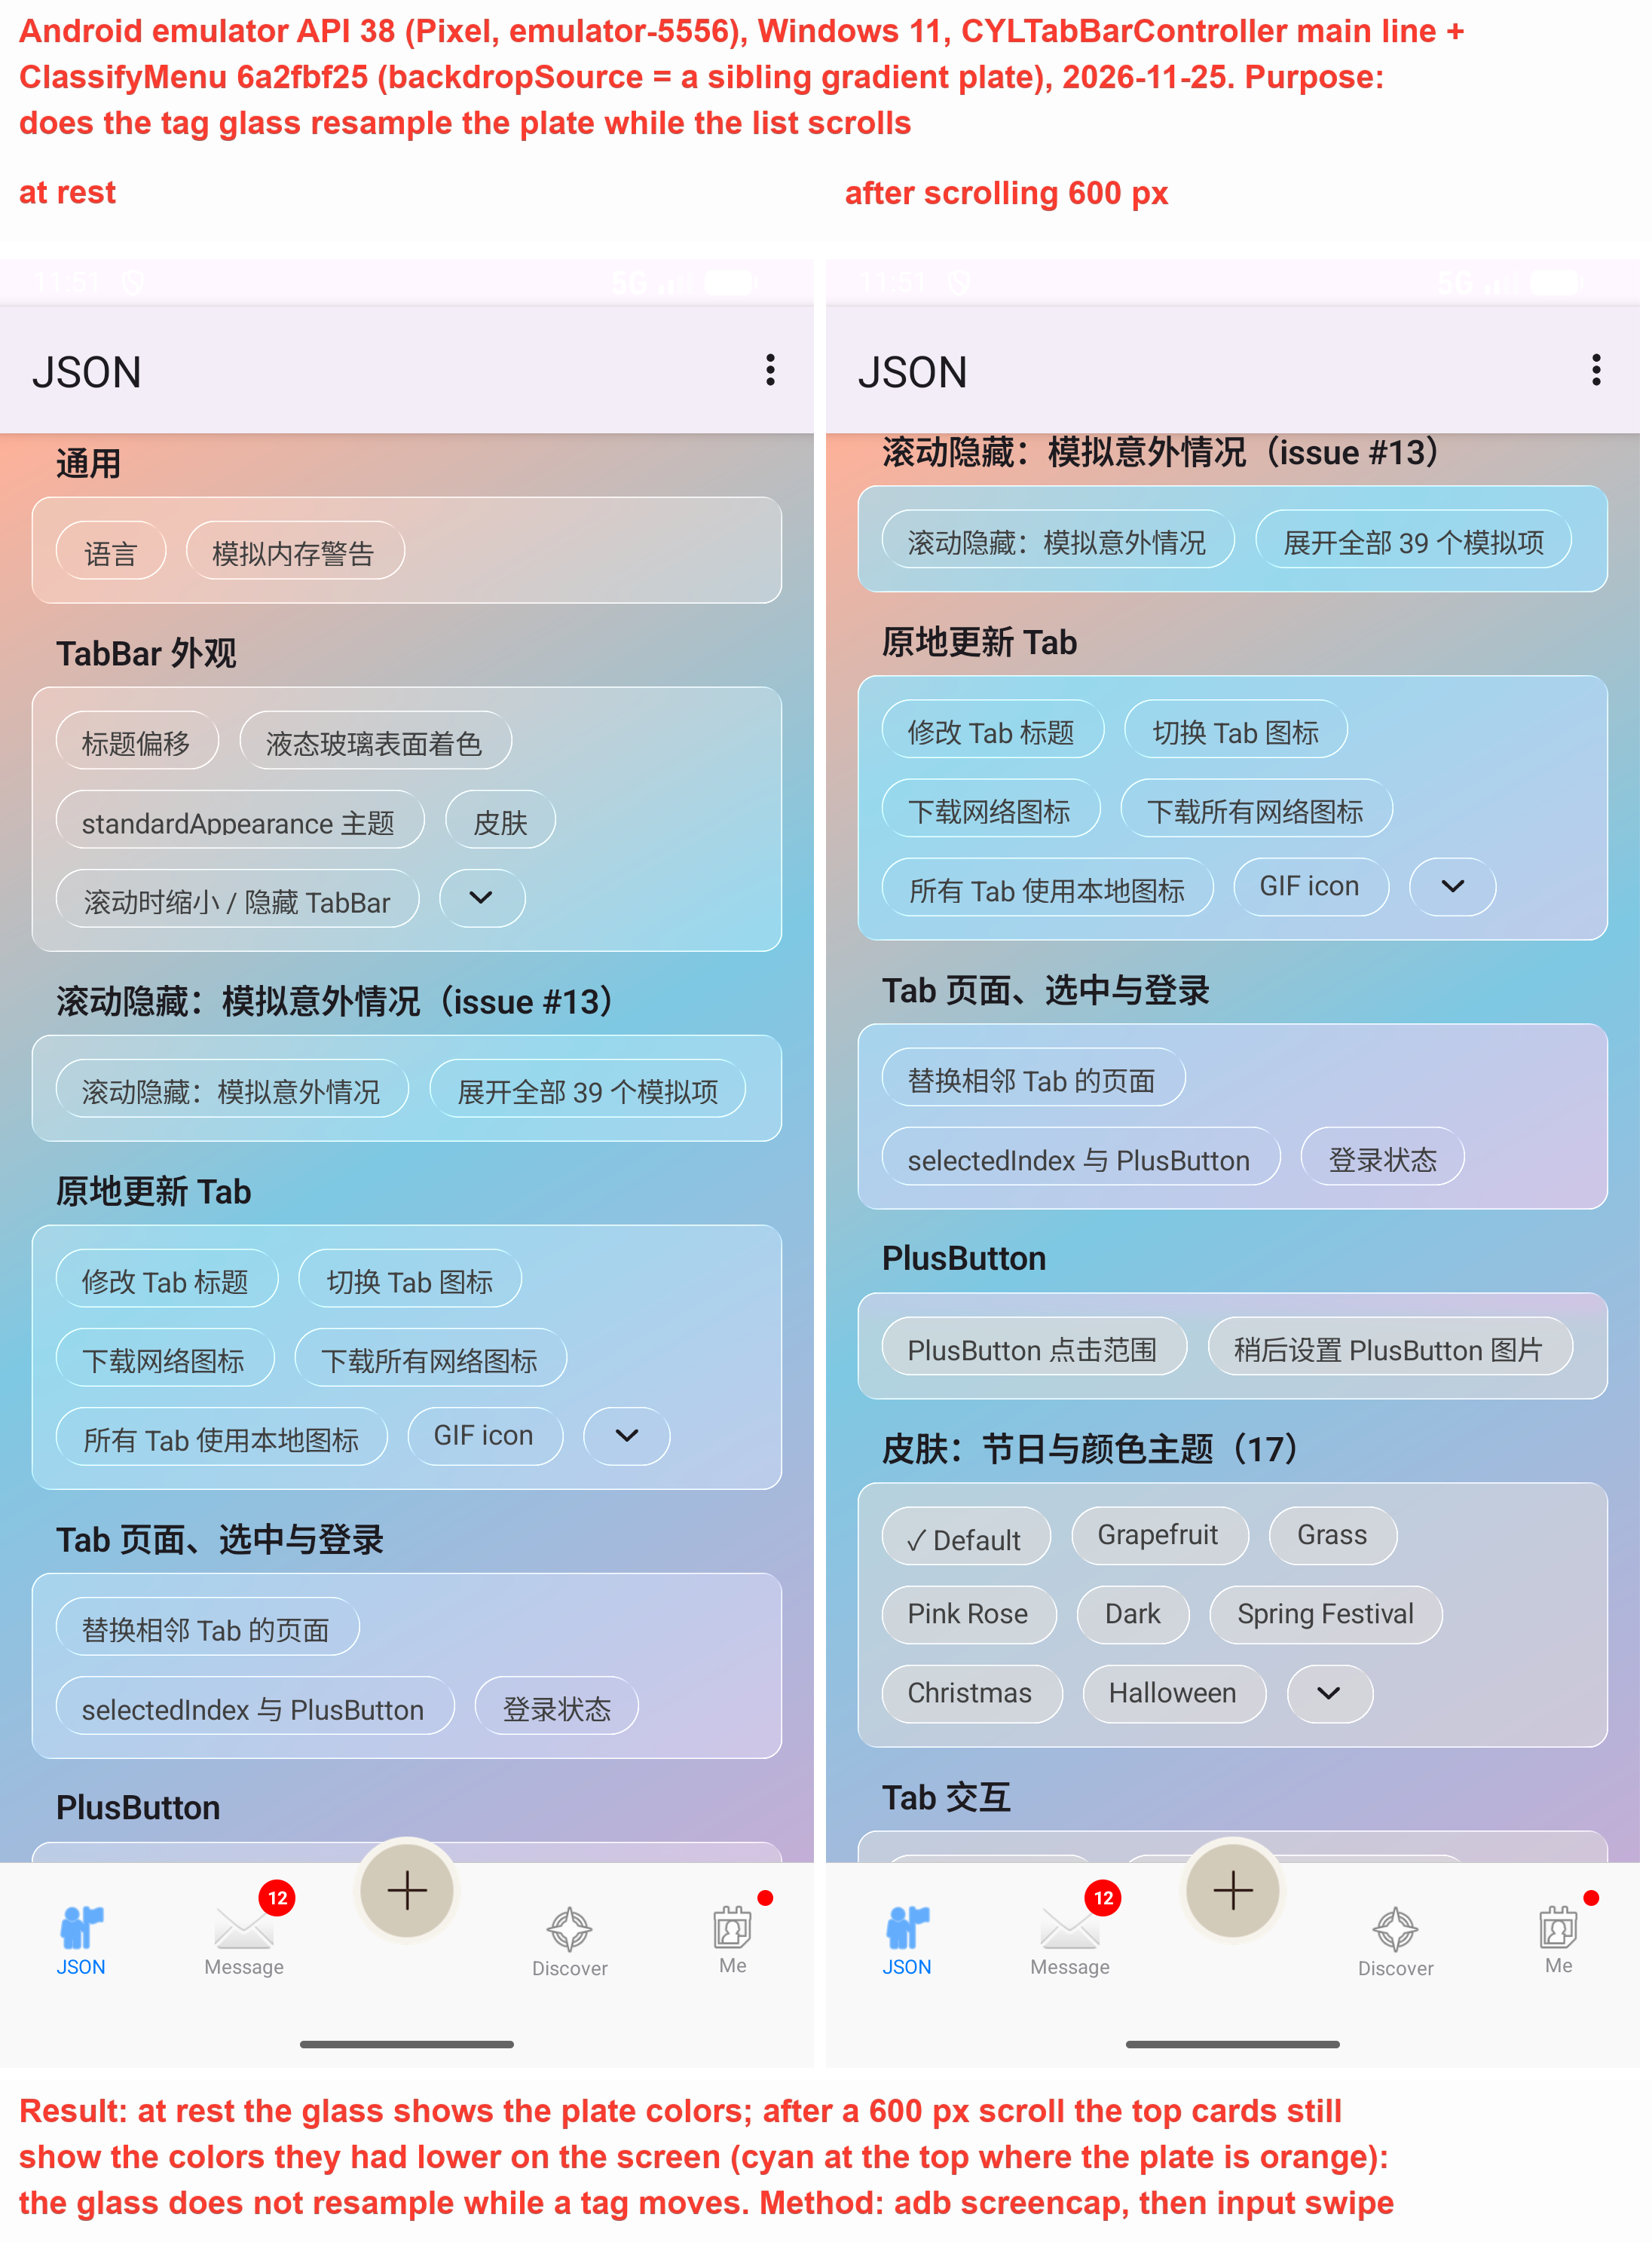 Android emulator API 38 (Pixel, emulator-5556), Windows 11, CYLTabBarController main line +
ClassifyMenu 6a2fbf25 (backdropSource = a sibling gradient plate), 2026-11-25. Purpose:
does the tag glass resample the plate while the list scrolls
at rest
after scrolling 600 px
11:51 5G
JSON
通用
语言 模拟内存警告
TabBar 外观
标题偏移 液态玻璃表面着色
standardAppearance 主题 皮肤
滚动时缩小 / 隐藏 TabBar
滚动隐藏：模拟意外情况（issue #13）
滚动隐藏：模拟意外情况 展开全部 39 个模拟项
原地更新 Tab
修改 Tab 标题 切换 Tab 图标
下载网络图标 下载所有网络图标
所有 Tab 使用本地图标 GIF icon
Tab 页面、选中与登录
替换相邻 Tab 的页面
selectedIndex 与 PlusButton 登录状态
PlusButton
12
JSON Message Discover Me
11:51 5G
JSON
滚动隐藏：模拟意外情况（issue #13）
滚动隐藏：模拟意外情况 展开全部 39 个模拟项
原地更新 Tab
修改 Tab 标题 切换 Tab 图标
下载网络图标 下载所有网络图标
所有 Tab 使用本地图标 GIF icon
Tab 页面、选中与登录
替换相邻 Tab 的页面
selectedIndex 与 PlusButton 登录状态
PlusButton
PlusButton 点击范围 稍后设置 PlusButton 图片
皮肤：节日与颜色主题（17）
✓ Default Grapefruit Grass
Pink Rose Dark Spring Festival
Christmas Halloween
Tab 交互
12
JSON Message Discover Me
Result: at rest the glass shows the plate colors; after a 600 px scroll the top cards still
show the colors they had lower on the screen (cyan at the top where the plate is orange):
the glass does not resample while a tag moves. Method: adb screencap, then input swipe